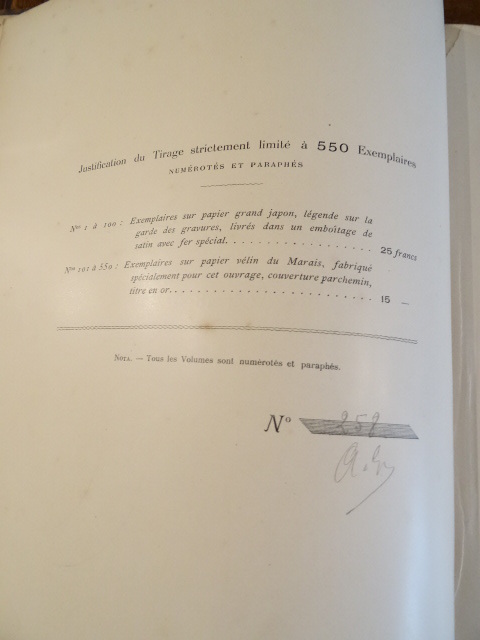 Justification du Tirage strictement limité à 550 Exemplaires
NUMÉROTÉS ET PARAPHÉS
Nos 1 à 100 : Exemplaires sur papier grand japon, légende sur la
garde des gravures, livrés dans un emboîtage de
satin avec fer spécial. . . . . . . . . . . . . . . . . . 25 francs
Nos 101 à 550 : Exemplaires sur papier vélin du Marais, fabriqué
spécialement pour cet ouvrage, couverture parchemin,
titre en or. . . . . . . . . . . . . . . . . . . . . . . . . 15 —
Nota. — Tous les Volumes sont numérotés et paraphés.
No 252